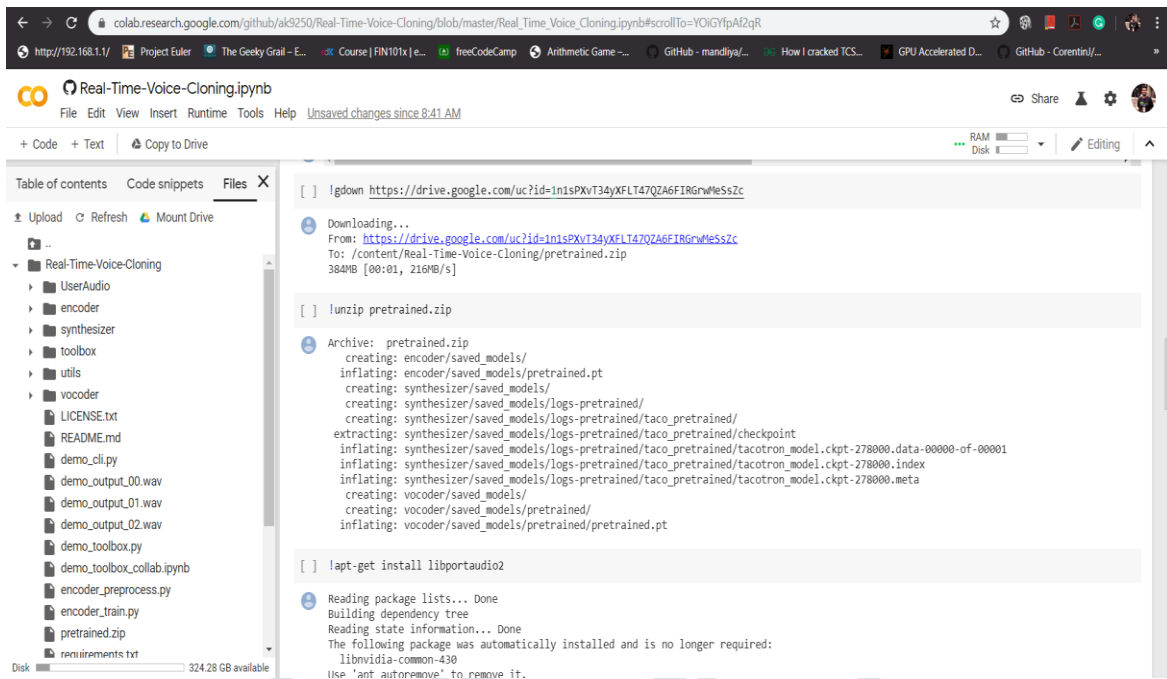 colab.research.google.com/github/ak9250/Real-Time-Voice-Cloning/blob/master/Real_Time_Voice_Cloning.ipynb#scrollTo=YOiGYfpAf2qR
http://192.168.1.1/ Project Euler The Geeky Grail – E... Course | FIN101x | e... freeCodeCamp Arithmetic Game –... GitHub - mandliya/... How I cracked TCS... GPU Accelerated D... GitHub - CorentinJ/... »
CO Real-Time-Voice-Cloning.ipynb
File Edit View Insert Runtime Tools Help Unsaved changes since 8:41 AM
Share
+ Code + Text Copy to Drive
RAM
Disk
Editing
Table of contents Code snippets Files X
Upload Refresh Mount Drive
..
Real-Time-Voice-Cloning
UserAudio
encoder
synthesizer
toolbox
utils
vocoder
LICENSE.txt
README.md
demo_cli.py
demo_output_00.wav
demo_output_01.wav
demo_output_02.wav
demo_toolbox.py
demo_toolbox_collab.ipynb
encoder_preprocess.py
encoder_train.py
pretrained.zip
requirements.txt
Disk 324.28 GB available
[ ] !gdown https://drive.google.com/uc?id=1n1sPXvT34yXFLT47QZA6FIRGrwMeSsZc
Downloading...
From: https://drive.google.com/uc?id=1n1sPXvT34yXFLT47QZA6FIRGrwMeSsZc
To: /content/Real-Time-Voice-Cloning/pretrained.zip
384MB [00:01, 216MB/s]
[ ] !unzip pretrained.zip
Archive: pretrained.zip
creating: encoder/saved_models/
inflating: encoder/saved_models/pretrained.pt
creating: synthesizer/saved_models/
creating: synthesizer/saved_models/logs-pretrained/
creating: synthesizer/saved_models/logs-pretrained/taco_pretrained/
extracting: synthesizer/saved_models/logs-pretrained/taco_pretrained/checkpoint
inflating: synthesizer/saved_models/logs-pretrained/taco_pretrained/tacotron_model.ckpt-278000.data-00000-of-00001
inflating: synthesizer/saved_models/logs-pretrained/taco_pretrained/tacotron_model.ckpt-278000.index
inflating: synthesizer/saved_models/logs-pretrained/taco_pretrained/tacotron_model.ckpt-278000.meta
creating: vocoder/saved_models/
creating: vocoder/saved_models/pretrained/
inflating: vocoder/saved_models/pretrained/pretrained.pt
[ ] !apt-get install libportaudio2
Reading package lists... Done
Building dependency tree
Reading state information... Done
The following package was automatically installed and is no longer required:
libnvidia-common-430
Use 'apt autoremove' to remove it.